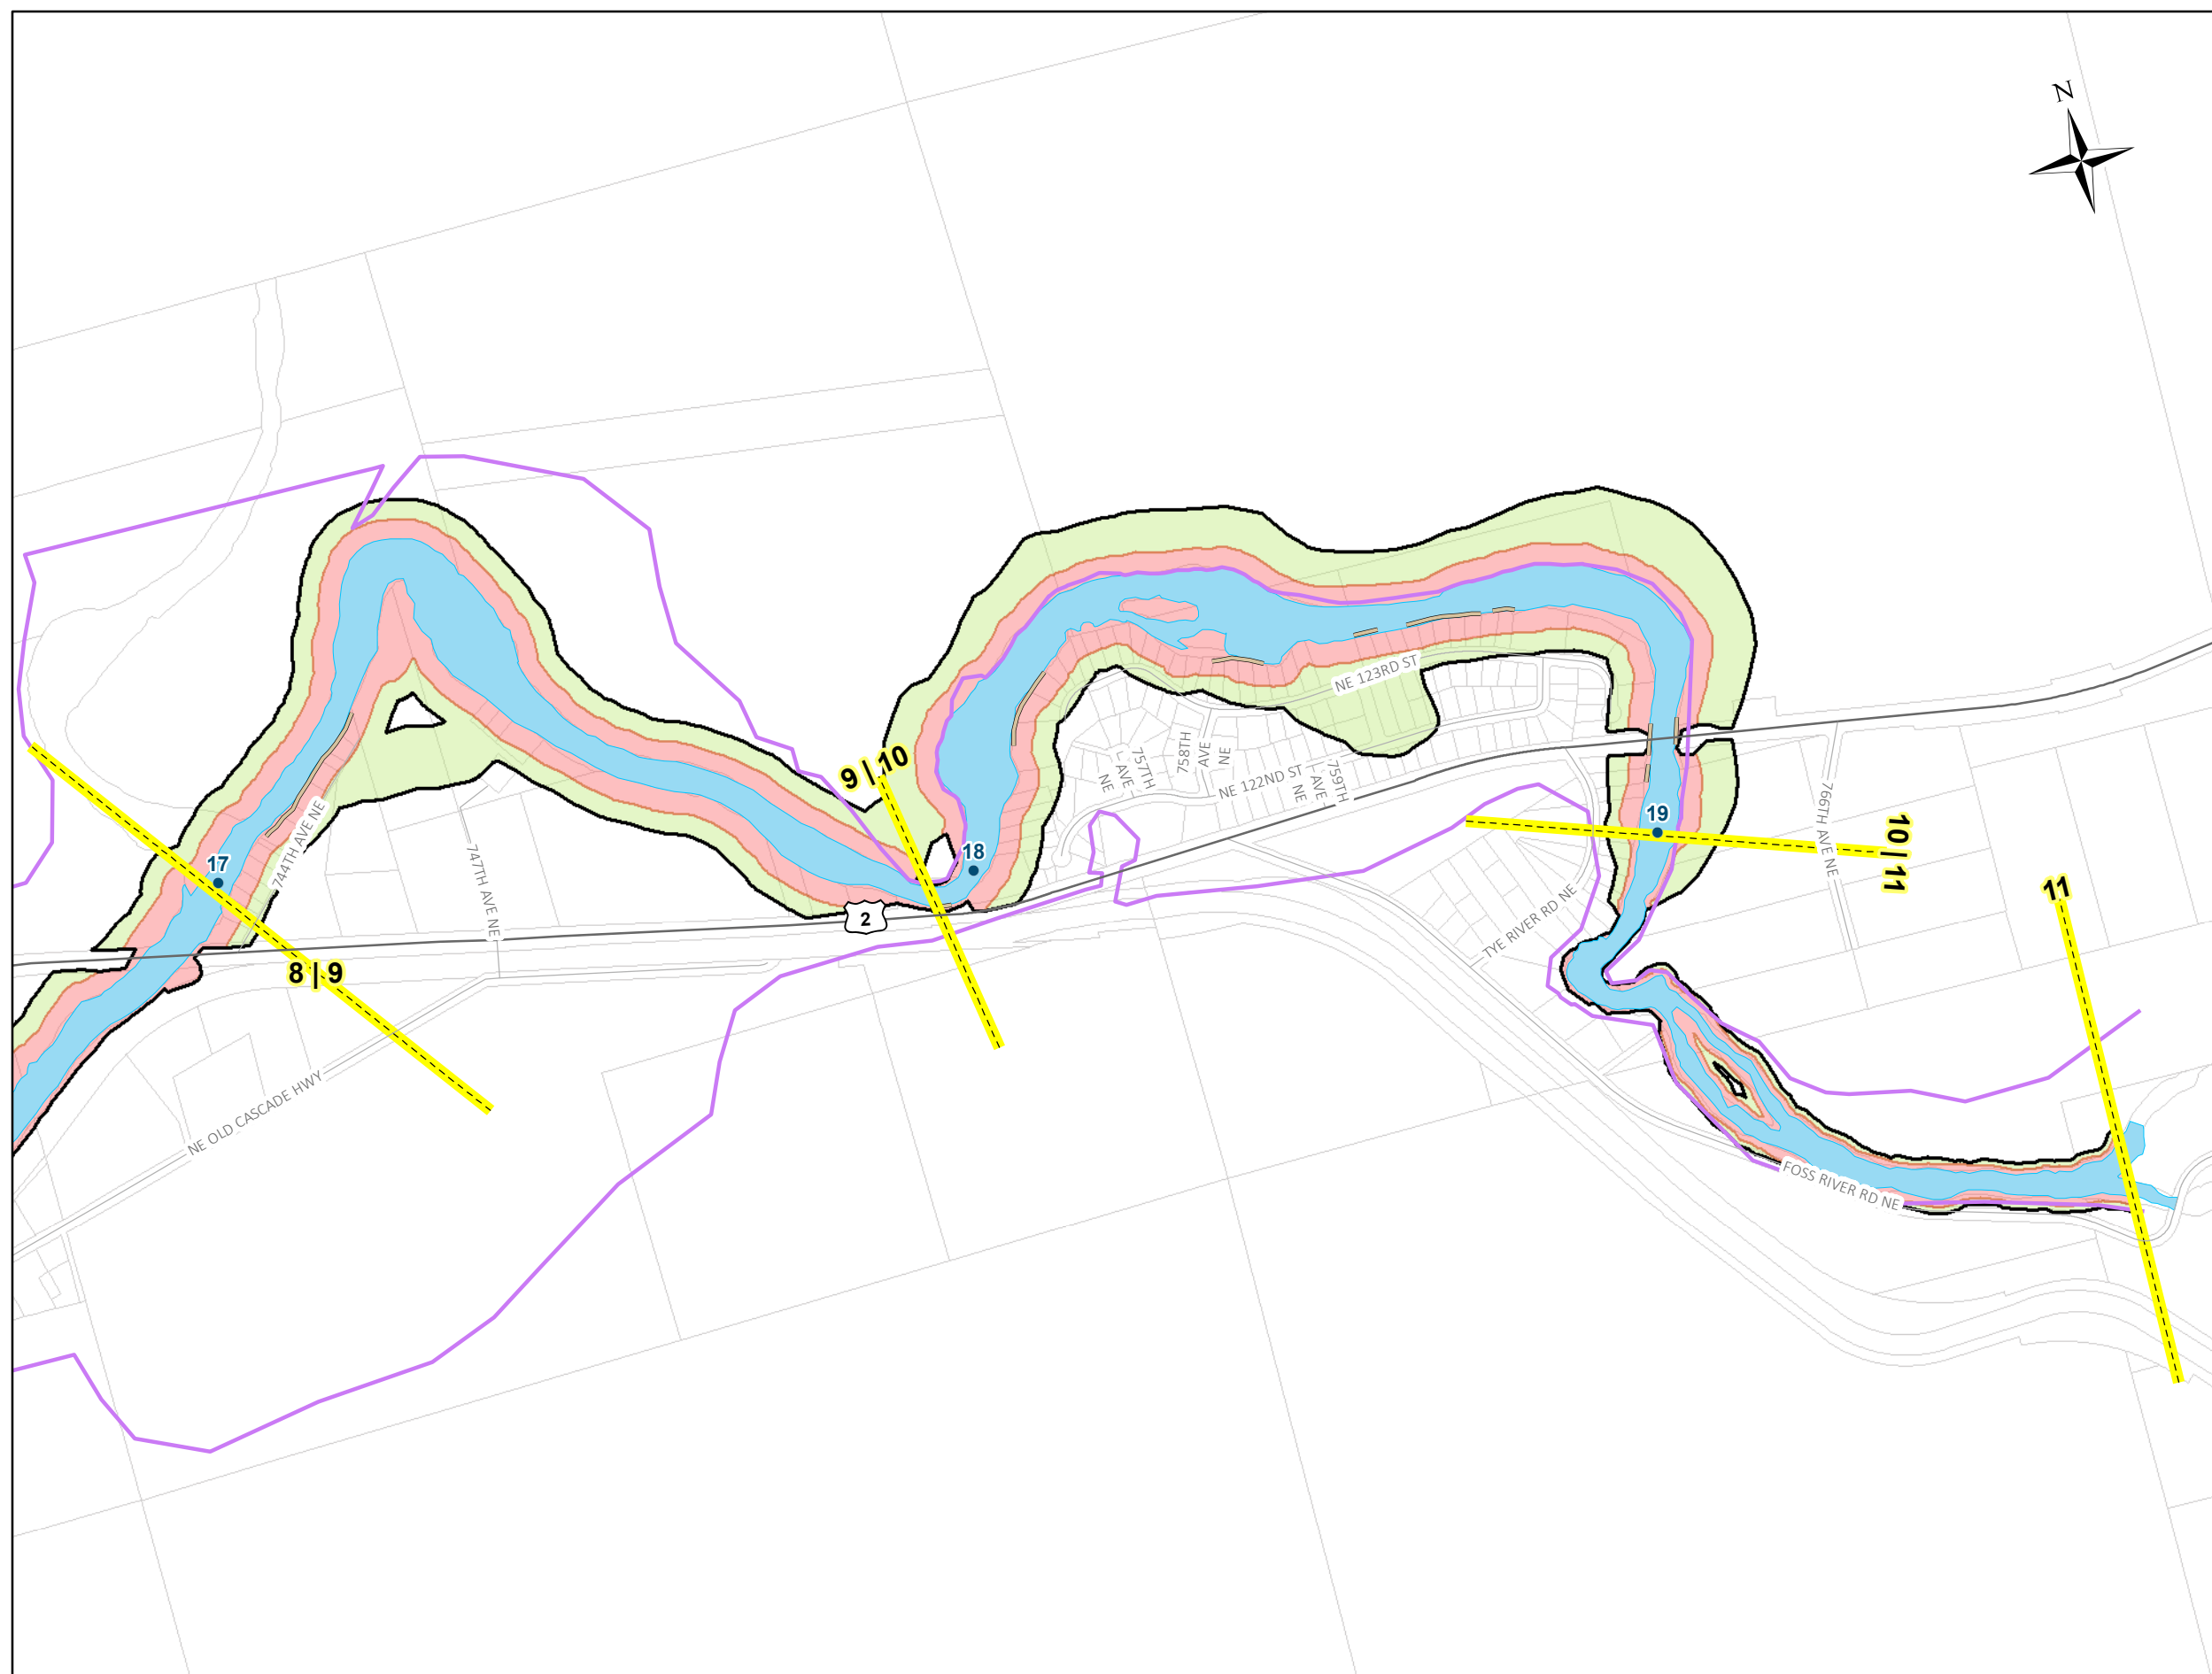 N
NE 123RD ST
757TH
AVE
NE
758TH
AVE
NE
NE 122ND ST
759TH
AVE
NE
9 | 10
19
766TH AVE NE
10 | 11
17
744TH AVE NE
747TH AVE NE
18
2
TYE RIVER RD NE
11
8 | 9
NE OLD CASCADE HWY
FOSS RIVER RD NE